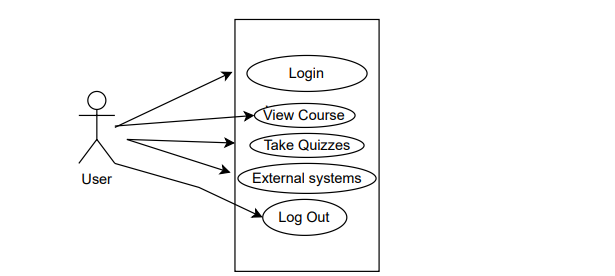 Login
View Course
Take Quizzes
External systems
User
Log Out